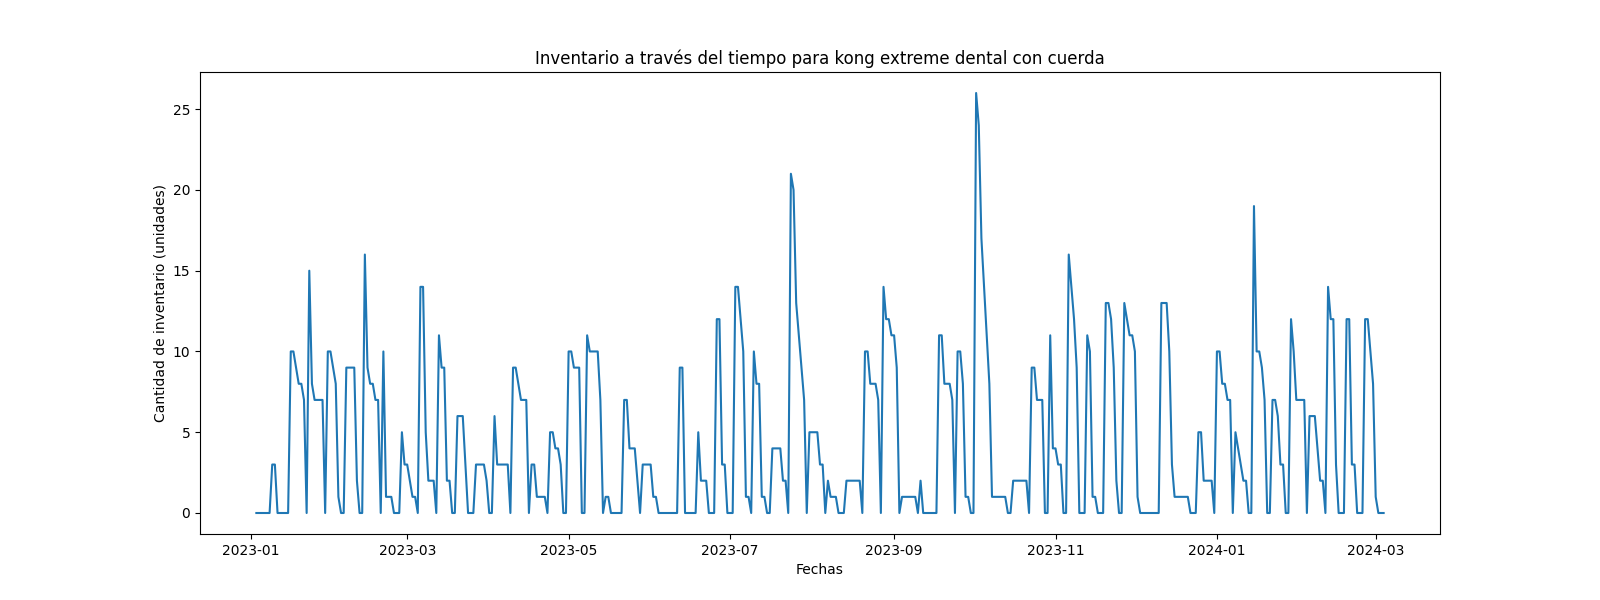 Inventario a través del tiempo para kong extreme dental con cuerda
Cantidad de inventario (unidades)
25
20
15
10
5
0
2023-01 2023-03 2023-05 2023-07 2023-09 2023-11 2024-01 2024-03
Fechas